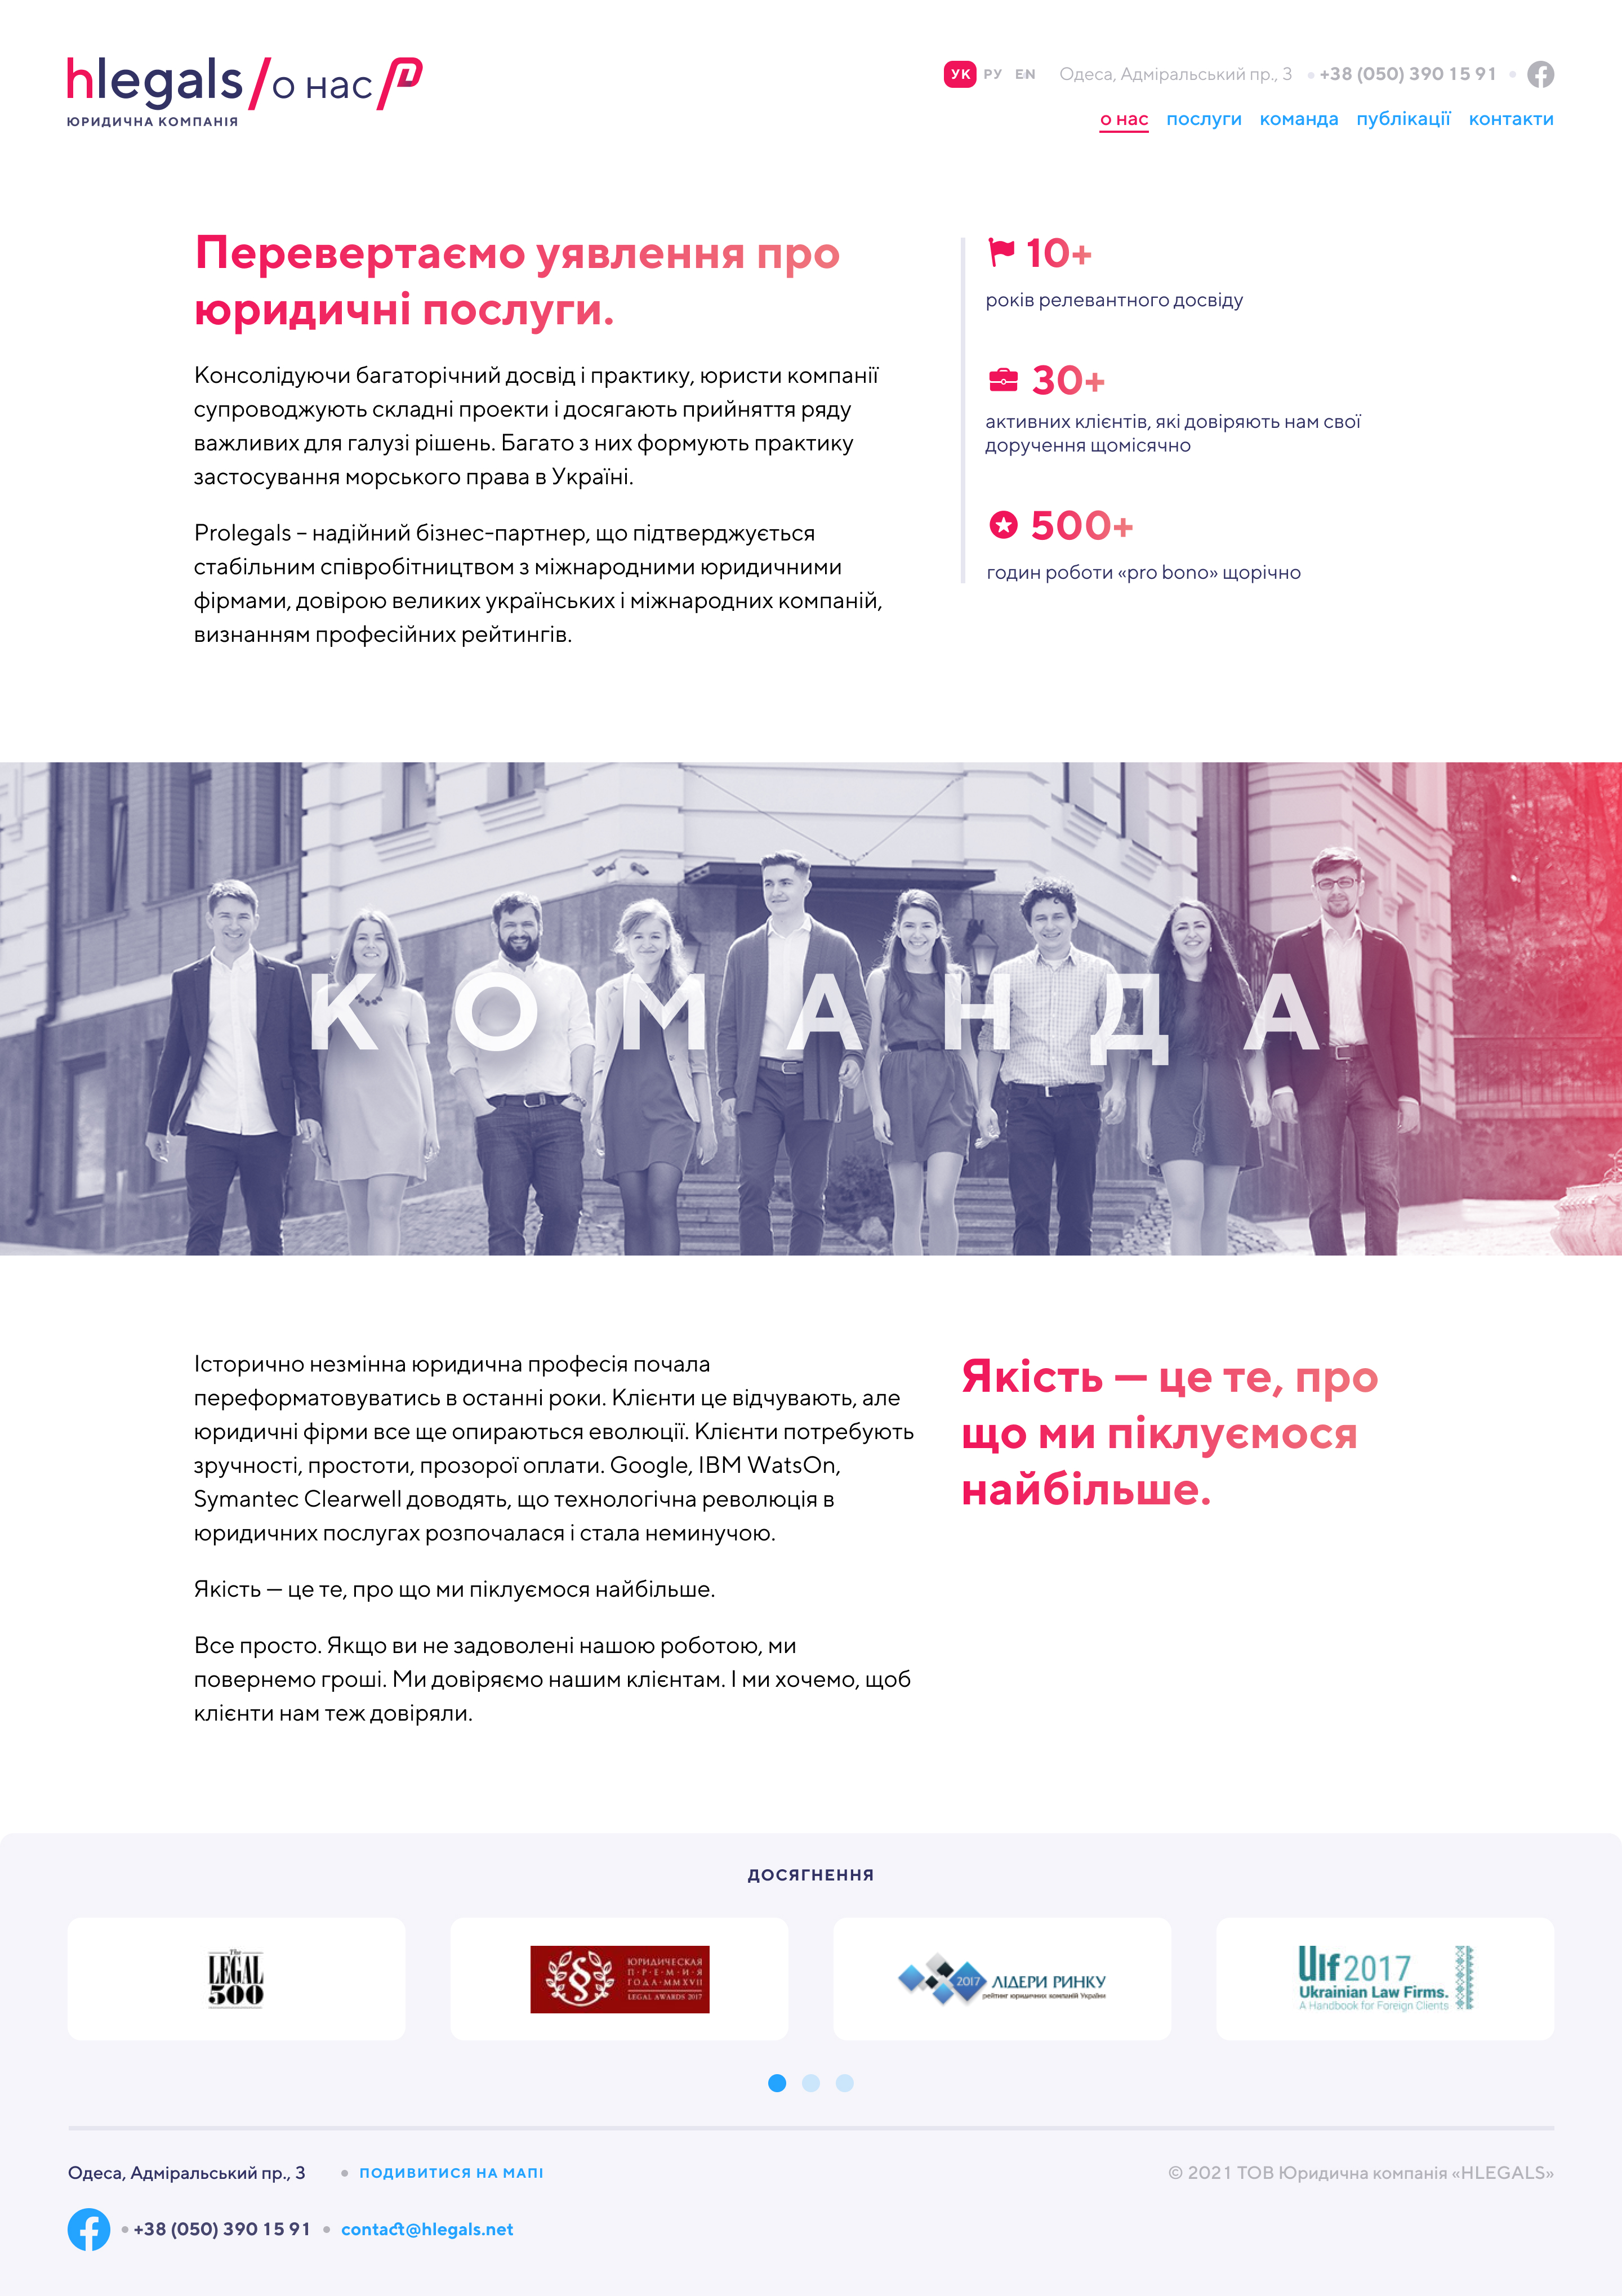 hlegals/о нас
ЮРИДИЧНА КОМПАНІЯ
УК РУ EN Одеса, Адміральський пр., 3 +38 (050) 390 15 91
о нас послуги команда публікації контакти
Перевертаємо уявлення про
юридичні послуги.
Консолідуючи багаторічний досвід і практику, юристи компанії
супроводжують складні проекти і досягають прийняття ряду
важливих для галузі рішень. Багато з них формують практику
застосування морського права в Україні.
Prolegals – надійний бізнес-партнер, що підтверджується
стабільним співробітництвом з міжнародними юридичними
фірмами, довірою великих українських і міжнародних компаній,
визнанням професійних рейтингів.
10+
років релевантного досвіду
30+
активних клієнтів, які довіряють нам свої
доручення щомісячно
500+
годин роботи «pro bono» щорічно
КОМАНДА
Історично незмінна юридична професія почала
переформатовуватись в останні роки. Клієнти це відчувають, але
юридичні фірми все ще опираються еволюції. Клієнти потребують
зручності, простоти, прозорої оплати. Google, IBM WatsOn,
Symantec Clearwell доводять, що технологічна революція в
юридичних послугах розпочалася і стала неминучою.
Якість — це те, про що ми піклуємося найбільше.
Все просто. Якщо ви не задоволені нашою роботою, ми
повернемо гроші. Ми довіряємо нашим клієнтам. І ми хочемо, щоб
клієнти нам теж довіряли.
Якість — це те, про
що ми піклуємося
найбільше.
ДОСЯГНЕННЯ
The
LEGAL
500
ЮРИДИЧЕСКАЯ
П·Р·Е·М·И·Я
ГОДА·MMXVII
LEGAL AWARDS 2017
2017 ЛІДЕРИ РИНКУ
рейтинг юридичних компаній України
Ulf 2017
Ukrainian Law Firms.
A Handbook for Foreign Clients
Одеса, Адміральський пр., 3 ПОДИВИТИСЯ НА МАПІ
© 2021 ТОВ Юридична компанія «HLEGALS»
+38 (050) 390 15 91 contact@hlegals.net